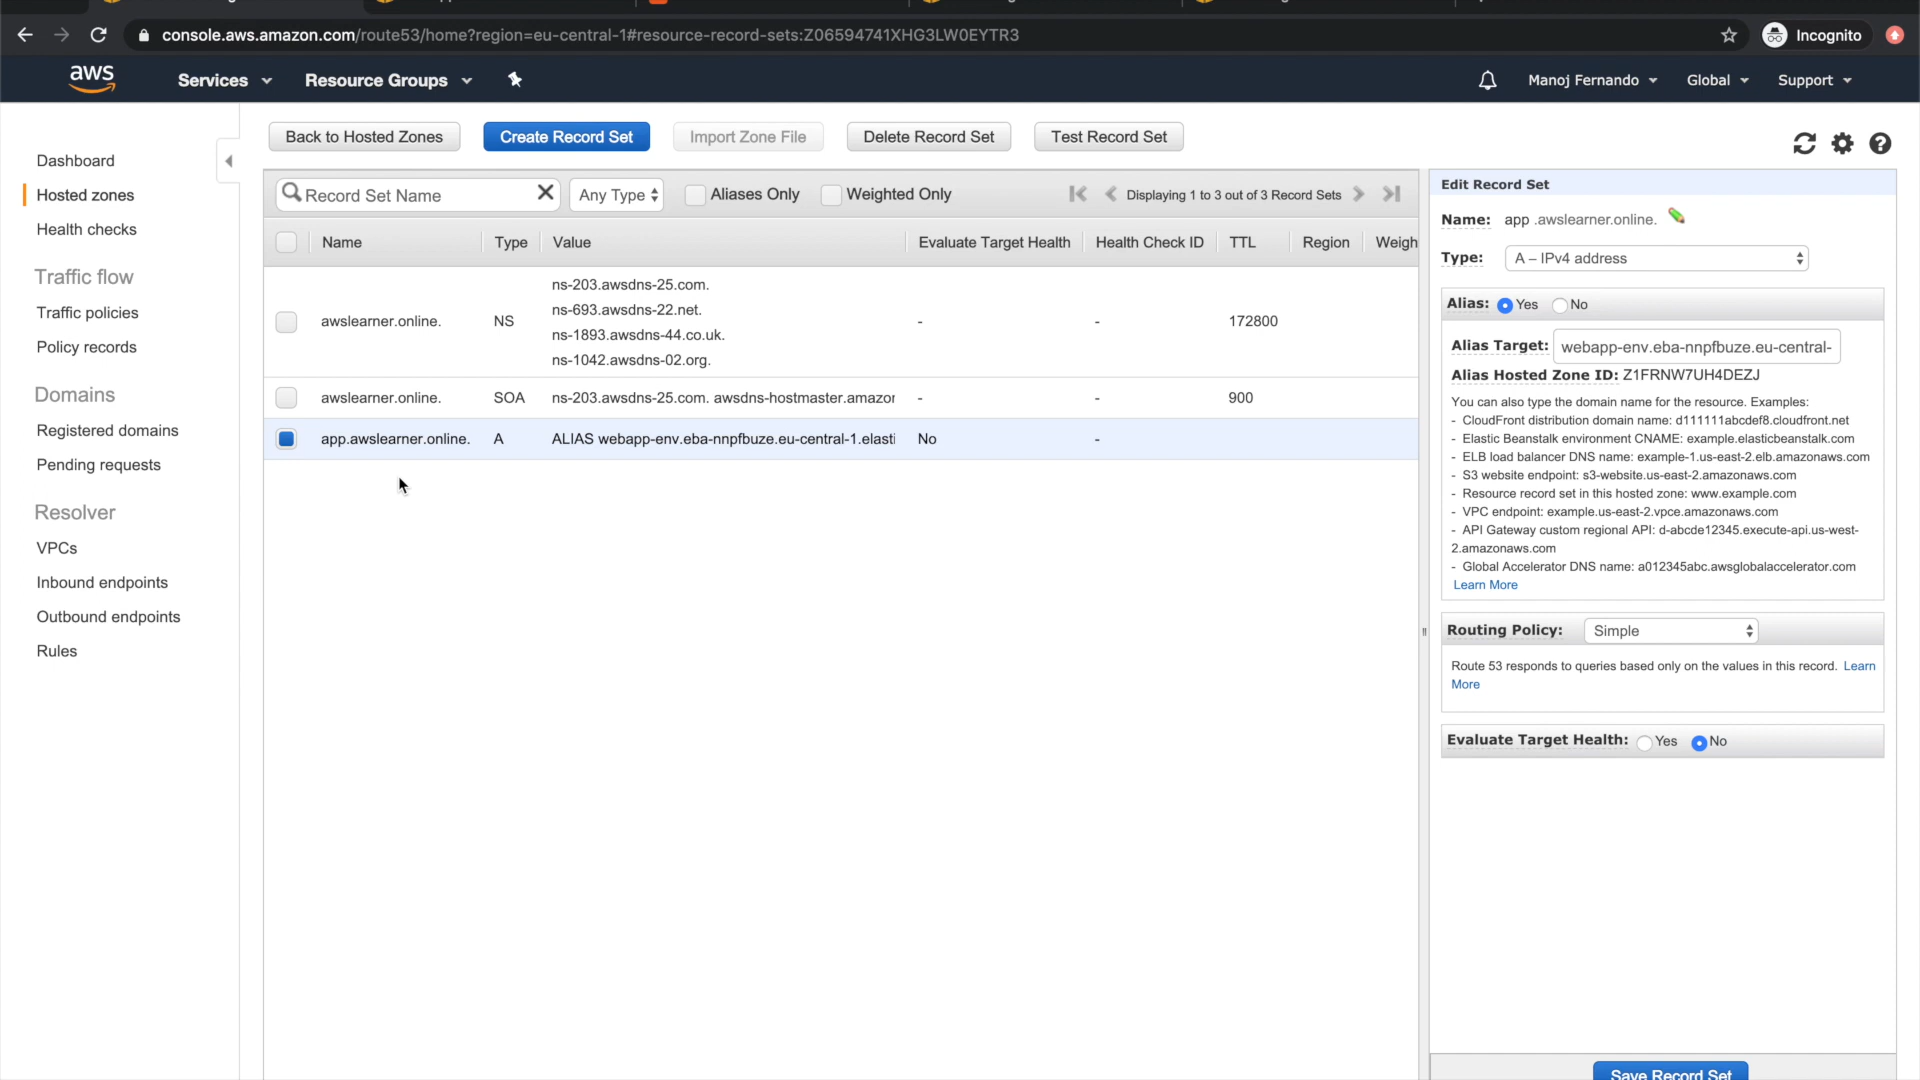 console.aws.amazon.com/route53/home?region=eu-central-1#resource-record-sets:Z06594741XHG3LW0EYTR3
Incognito
aws
Services
Resource Groups
Manoj Fernando
Global
Support
Dashboard
Hosted zones
Health checks
Traffic flow
Traffic policies
Policy records
Domains
Registered domains
Pending requests
Resolver
VPCs
Inbound endpoints
Outbound endpoints
Rules
Back to Hosted Zones
Create Record Set
Import Zone File
Delete Record Set
Test Record Set
Record Set Name
Any Type
Aliases Only
Weighted Only
Displaying 1 to 3 out of 3 Record Sets
Name Type Value Evaluate Target Health Health Check ID TTL Region Weigh
ns-203.awsdns-25.com.
ns-693.awsdns-22.net.
awslearner.online. NS - - 172800
ns-1893.awsdns-44.co.uk.
ns-1042.awsdns-02.org.
awslearner.online. SOA ns-203.awsdns-25.com. awsdns-hostmaster.amazor - - 900
app.awslearner.online. A ALIAS webapp-env.eba-nnpfbuze.eu-central-1.elasti No -
Edit Record Set
Name: app .awslearner.online.
Type: A – IPv4 address
Alias: Yes No
Alias Target: webapp-env.eba-nnpfbuze.eu-central-
Alias Hosted Zone ID: Z1FRNW7UH4DEZJ
You can also type the domain name for the resource. Examples:
- CloudFront distribution domain name: d111111abcdef8.cloudfront.net
- Elastic Beanstalk environment CNAME: example.elasticbeanstalk.com
- ELB load balancer DNS name: example-1.us-east-2.elb.amazonaws.com
- S3 website endpoint: s3-website.us-east-2.amazonaws.com
- Resource record set in this hosted zone: www.example.com
- VPC endpoint: example.us-east-2.vpce.amazonaws.com
- API Gateway custom regional API: d-abcde12345.execute-api.us-west-
2.amazonaws.com
- Global Accelerator DNS name: a012345abc.awsglobalaccelerator.com
Learn More
Routing Policy: Simple
Route 53 responds to queries based only on the values in this record. Learn
More
Evaluate Target Health: Yes No
Save Record Set